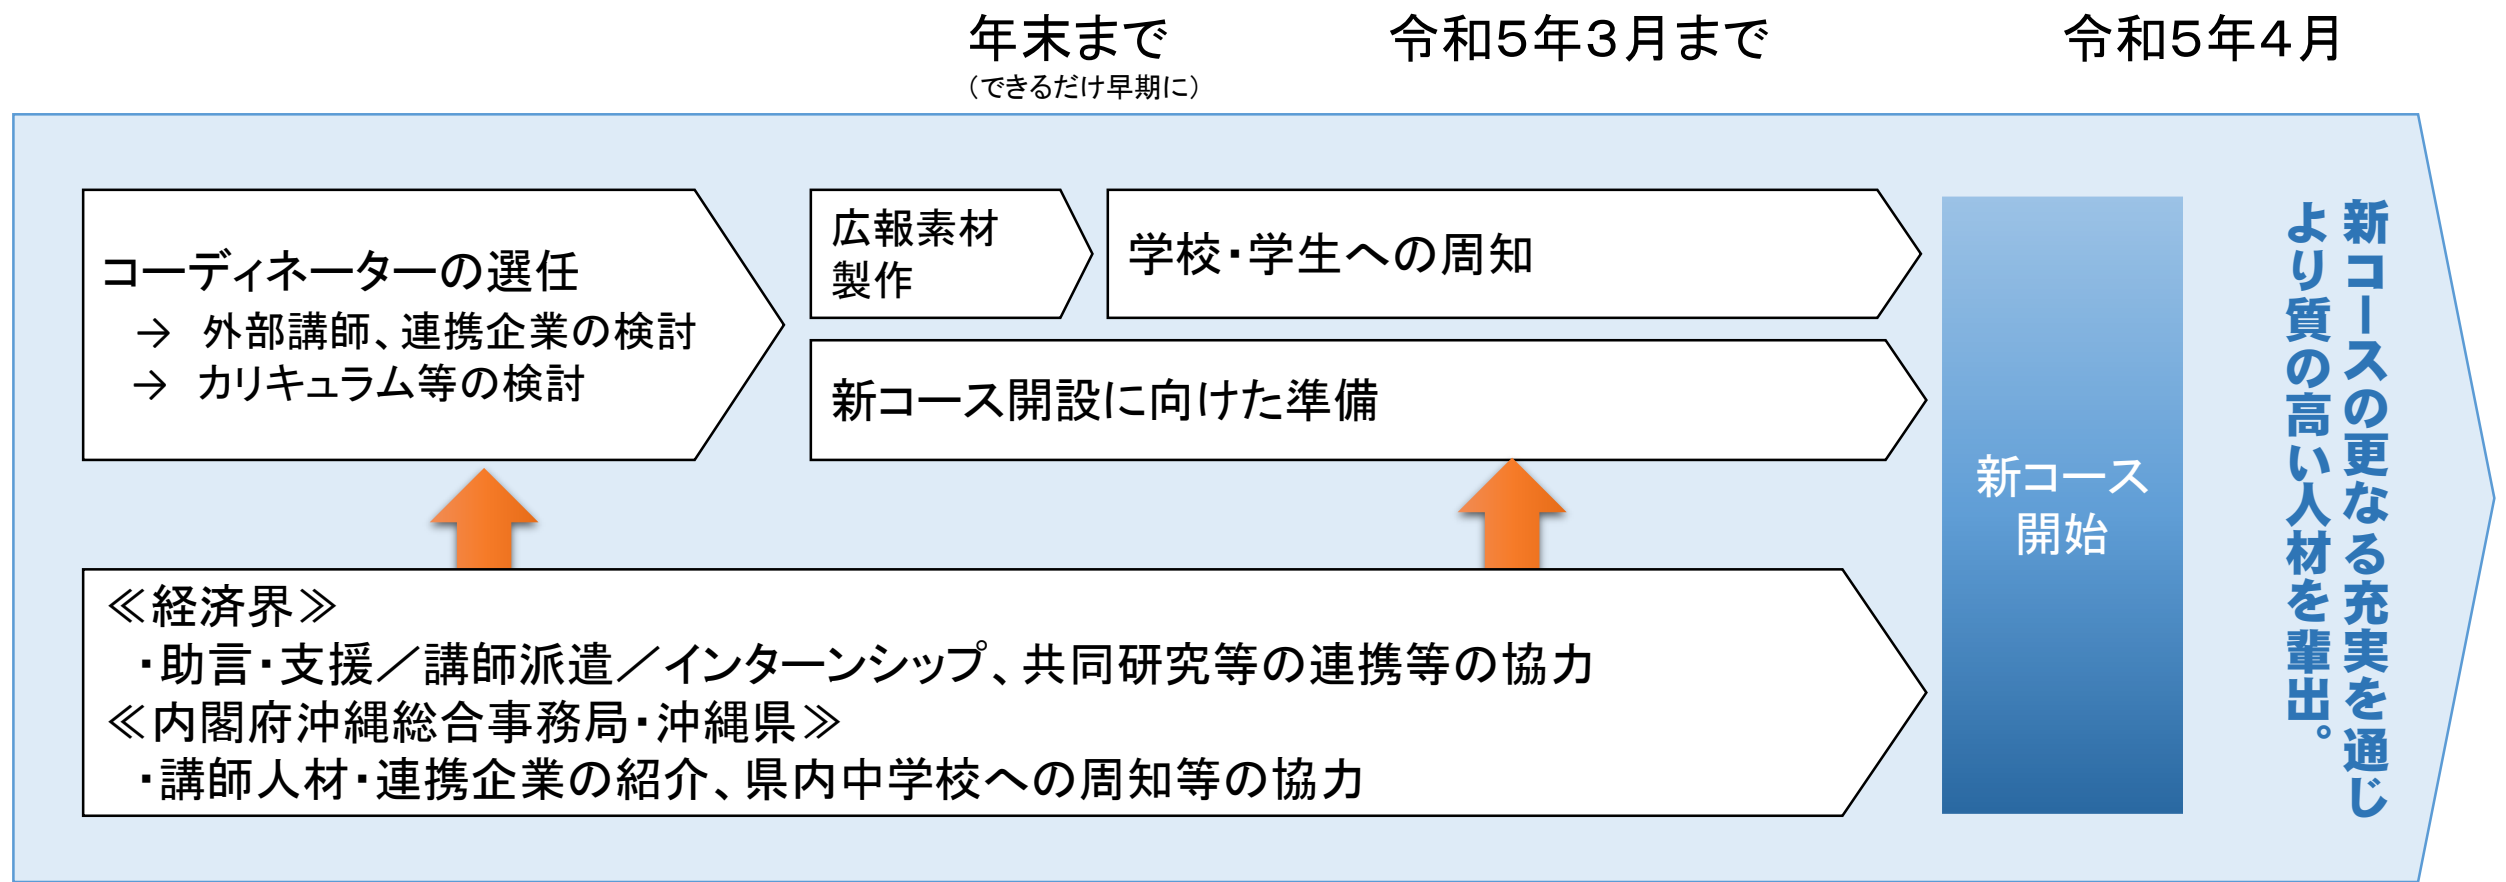 年末まで
（できるだけ早期に）
令和5年3月まで
令和5年4月
コーディネーターの選任
→ 外部講師、連携企業の検討
→ カリキュラム等の検討
広報素材
製作
学校・学生への周知
新コース開設に向けた準備
新コース
開始
新コースの更なる充実を通じ
より質の高い人材を輩出。
≪経済界≫
・助言・支援／講師派遣／インターンシップ、共同研究等の連携等の協力
≪内閣府沖縄総合事務局・沖縄県≫
・講師人材・連携企業の紹介、県内中学校への周知等の協力